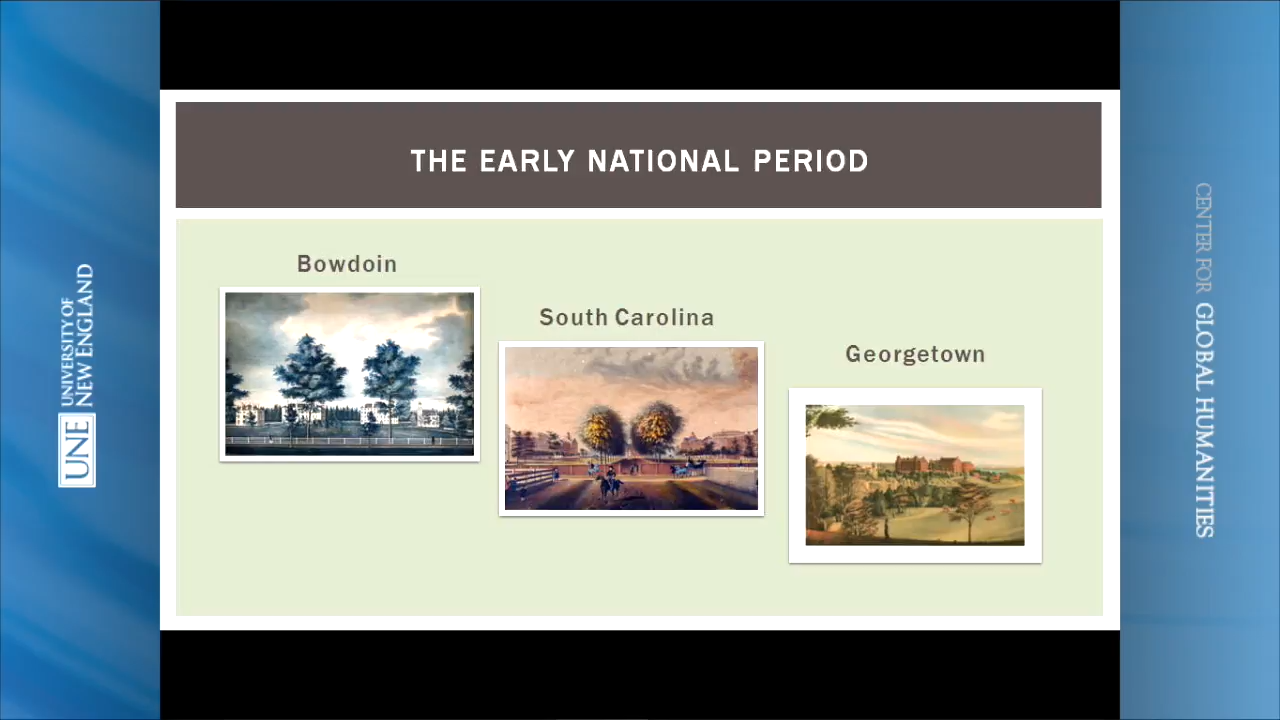 THE EARLY NATIONAL PERIOD
Bowdoin
South Carolina
Georgetown
UNE
UNIVERSITY OF
NEW ENGLAND
CENTER FOR GLOBAL HUMANITIES